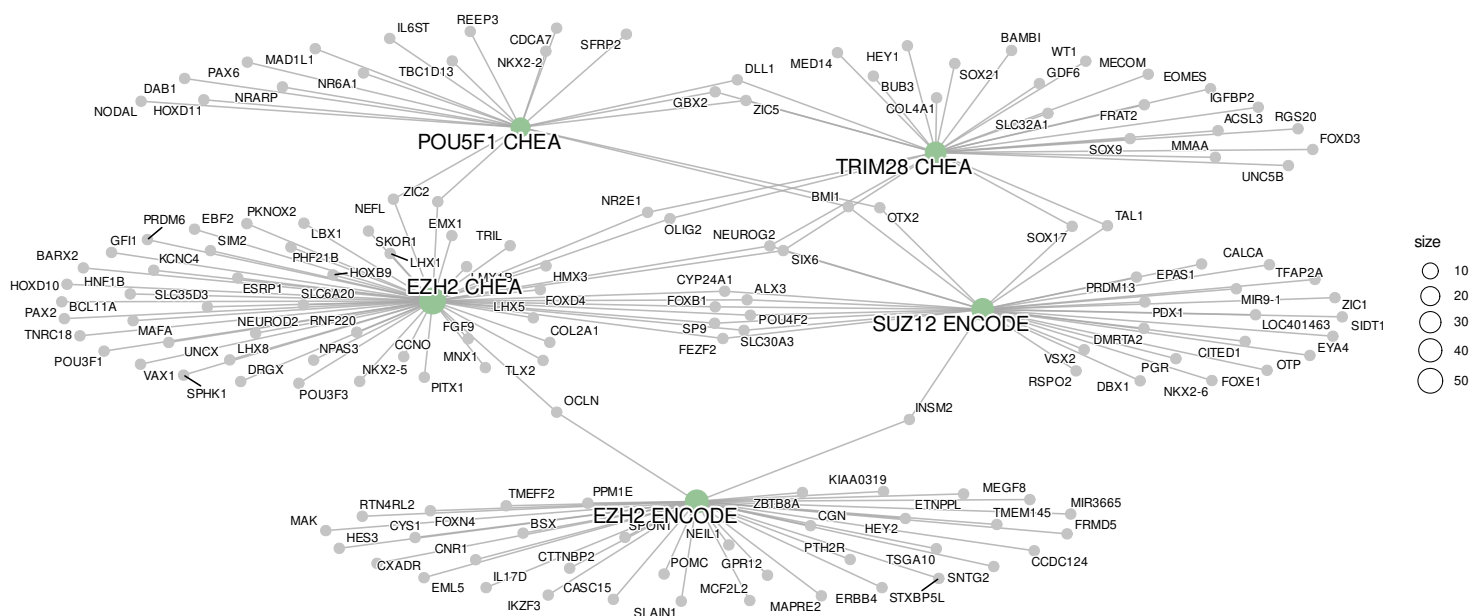 REEP3
IL6ST
CDCA7
SFRP2
NKX2-2
MAD1L1
TBC1D13
PAX6
NR6A1
DAB1
NRARP
NODAL
HOXD11
POU5F1 CHEA
DLL1
GBX2
ZIC5
BAMBI
HEY1
WT1
MED14
MECOM
SOX21
GDF6
EOMES
BUB3
IGFBP2
COL4A1
FRAT2
ACSL3
RGS20
SLC32A1
FOXD3
SOX9
MMAA
UNC5B
TRIM28 CHEA
ZIC2
NR2E1
BMI1
OTX2
OLIG2
NEUROG2
SIX6
TAL1
SOX17
NEFL
EMX1
PRDM6
EBF2
PKNOX2
LBX1
TRIL
GFI1
SIM2
SKOR1
BARX2
KCNC4
PHF21B
LHX1
HOXB9
HMX3
HOXD10
HNF1B
ESRP1
SLC6A20
EZH2 CHEA
SLC35D3
LHX5
FOXD4
BCL11A
PAX2
NEUROD2
RNF220
FGF9
COL2A1
TNRC18
MAFA
CCNO
UNCX
LHX8
NPAS3
MNX1
POU3F1
TLX2
VAX1
DRGX
NKX2-5
PITX1
SPHK1
POU3F3
CYP24A1
ALX3
FOXB1
POU4F2
SP9
SLC30A3
FEZF2
SUZ12 ENCODE
CALCA
EPAS1
TFAP2A
PRDM13
MIR9-1
ZIC1
PDX1
SIDT1
LOC401463
DMRTA2
CITED1
EYA4
VSX2
PGR
OTP
RSPO2
DBX1
NKX2-6
FOXE1
OCLN
INSM2
KIAA0319
MEGF8
TMEFF2
PPM1E
RTN4RL2
ZBTB8A
ETNPPL
MIR3665
MAK
CYS1
FOXN4
BSX
EZH2 ENCODE
CGN
TMEM145
HEY2
FRMD5
SPON1
NEIL1
HES3
CNR1
PTH2R
CTTNBP2
TSGA10
CCDC124
CXADR
POMC
GPR12
EML5
IL17D
CASC15
MCF2L2
SNTG2
IKZF3
ERBB4
STXBP5L
SLAIN1
MAPRE2
size
10
20
30
40
50